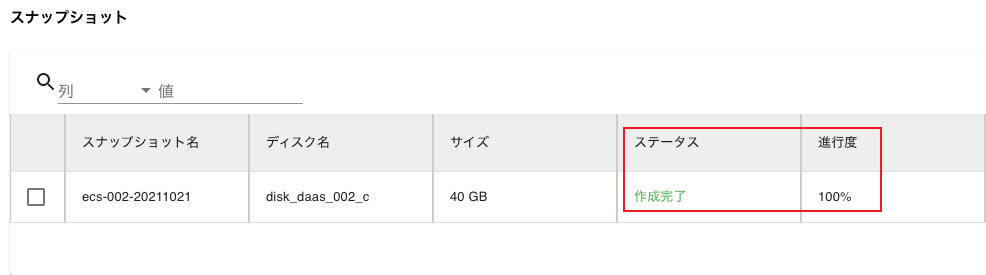 スナップショット
列 値
スナップショット名 ディスク名 サイズ ステータス 進行度
ecs-002-20211021 disk_daas_002_c 40 GB 作成完了 100%